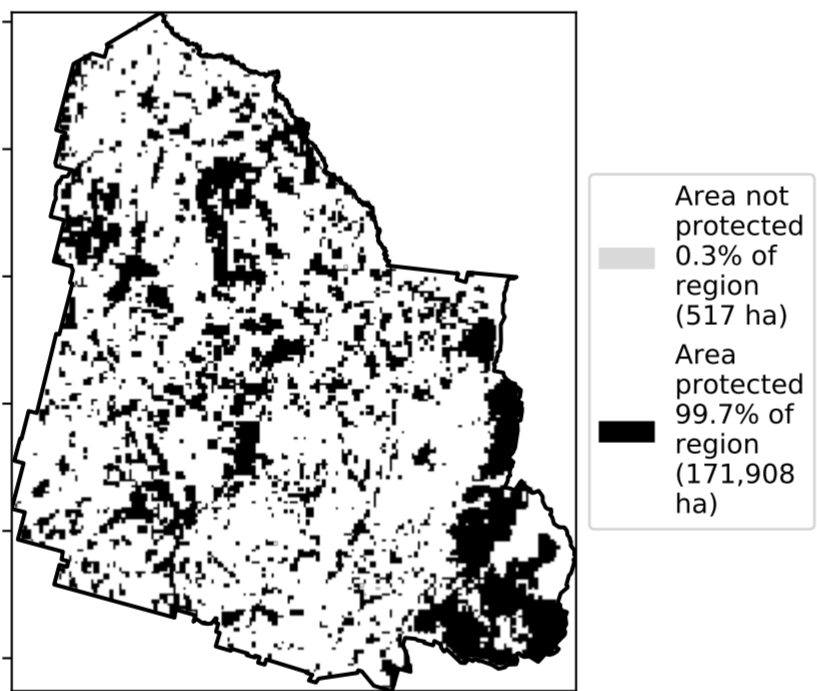 Area not
protected
0.3% of
region
(517 ha)
Area
protected
99.7% of
region
(171,908
ha)